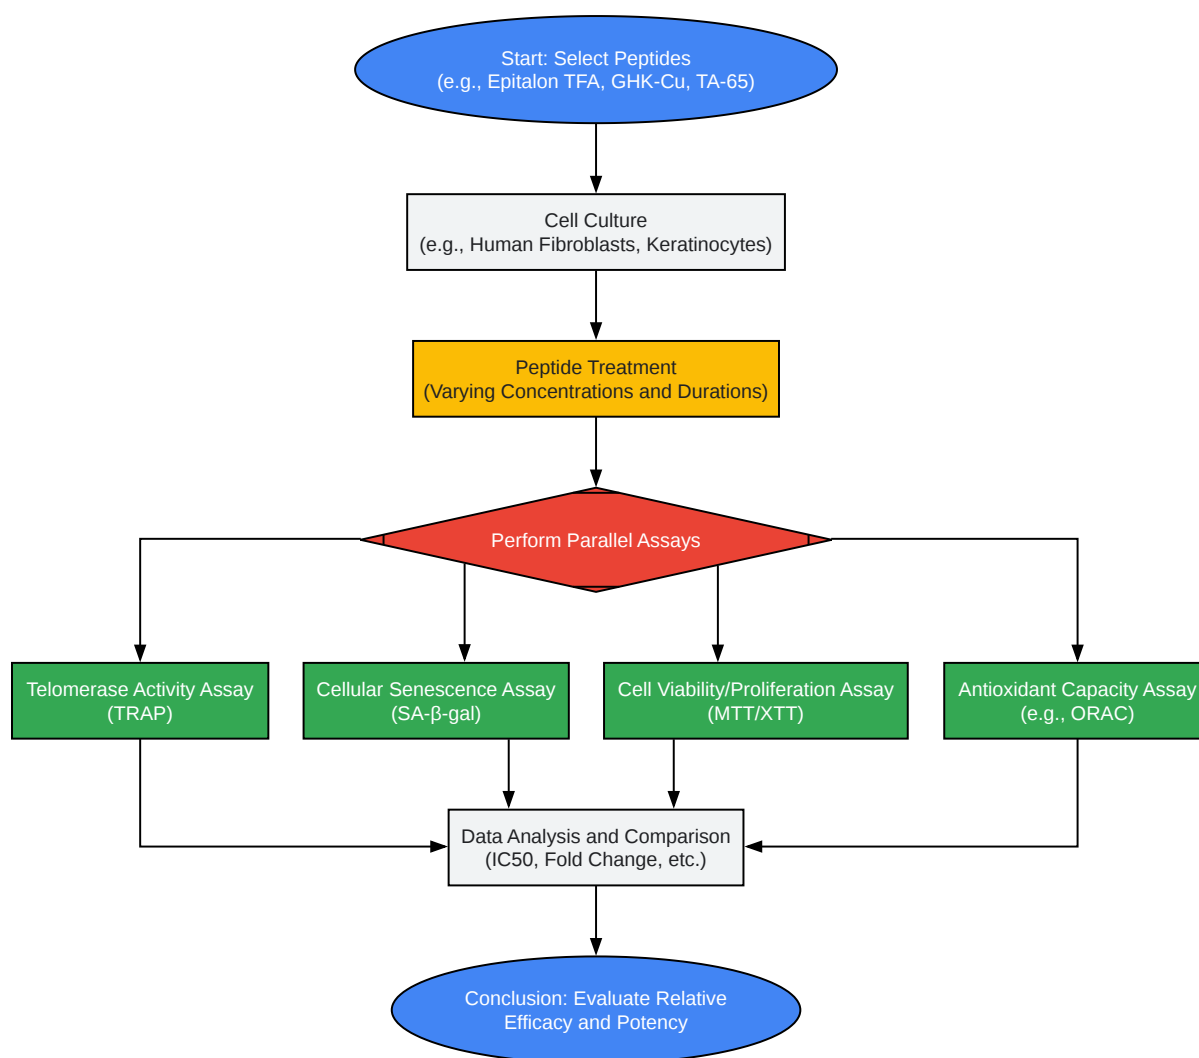 Start: Select Peptides
(e.g., Epitalon TFA, GHK-Cu, TA-65)
Cell Culture
(e.g., Human Fibroblasts, Keratinocytes)
Peptide Treatment
(Varying Concentrations and Durations)
Perform Parallel Assays
Telomerase Activity Assay
(TRAP)
Cellular Senescence Assay
(SA-β-gal)
Cell Viability/Proliferation Assay
(MTT/XTT)
Antioxidant Capacity Assay
(e.g., ORAC)
Data Analysis and Comparison
(IC50, Fold Change, etc.)
Conclusion: Evaluate Relative
Efficacy and Potency